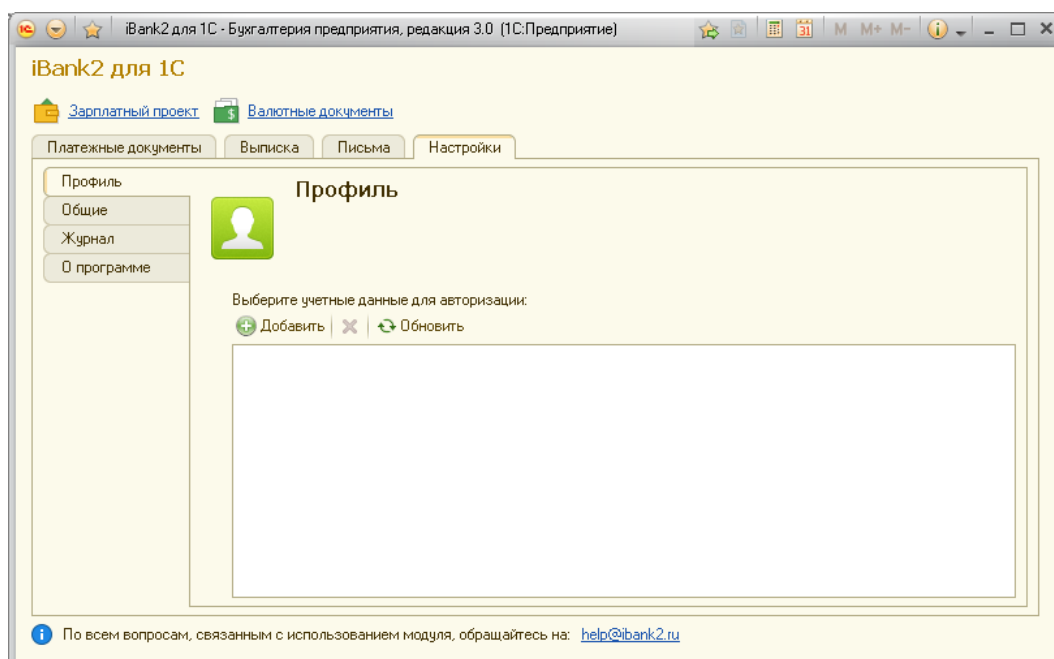 iBank2 для 1С - Бухгалтерия предприятия, редакция 3.0 (1С:Предприятие)
M M+ M-
iBank2 для 1С
Зарплатный проект Валютные документы
Платежные документы Выписка Письма Настройки
Профиль
Общие
Журнал
О программе
Профиль
Выберите учетные данные для авторизации:
Добавить Обновить
По всем вопросам, связанным с использованием модуля, обращайтесь на: help@ibank2.ru